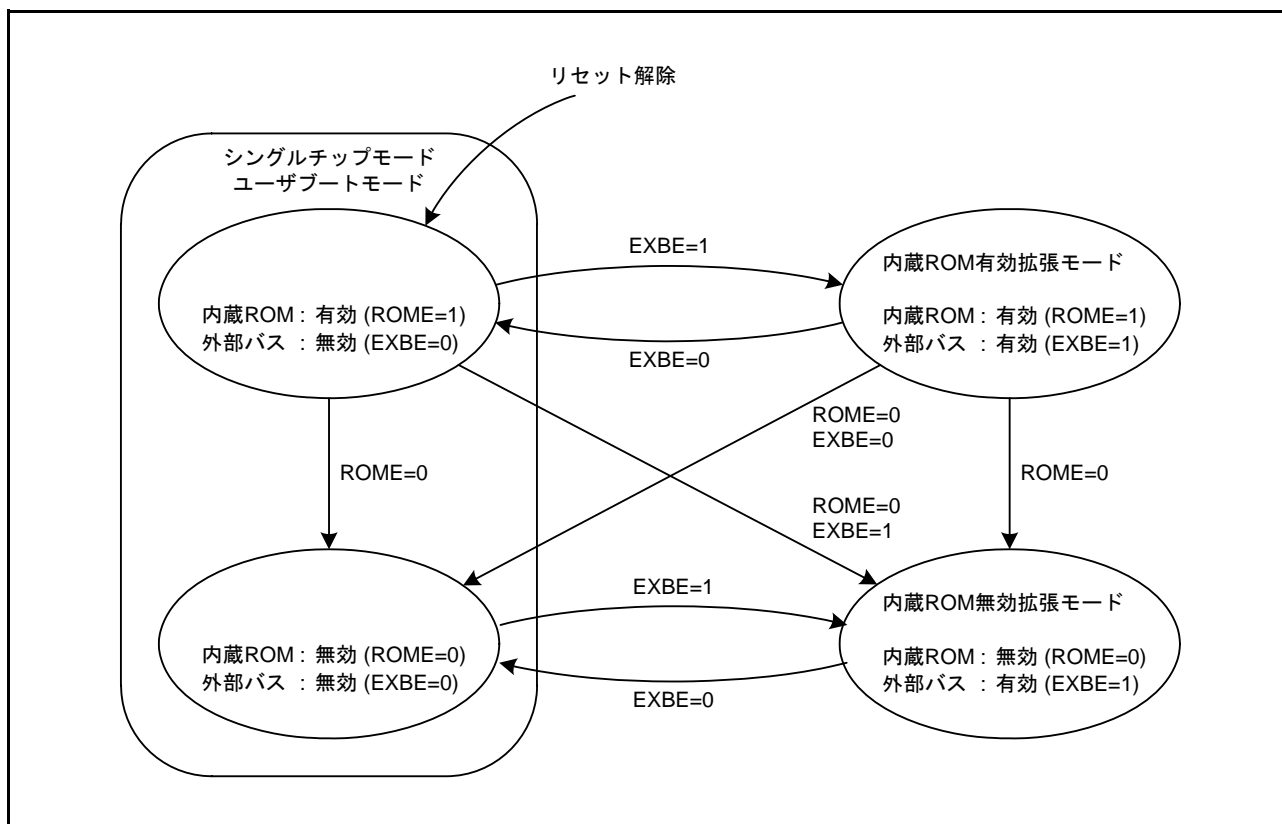 リセット解除
シングルチップモード
ユーザブートモード
内蔵ROM : 有効 (ROME=1)
外部バス : 無効 (EXBE=0)
EXBE=1
EXBE=0
内蔵ROM有効拡張モード
内蔵ROM : 有効 (ROME=1)
外部バス : 有効 (EXBE=1)
ROME=0
ROME=0
EXBE=0
ROME=0
EXBE=1
ROME=0
内蔵ROM : 無効 (ROME=0)
外部バス : 無効 (EXBE=0)
EXBE=1
EXBE=0
内蔵ROM無効拡張モード
内蔵ROM : 無効 (ROME=0)
外部バス : 有効 (EXBE=1)